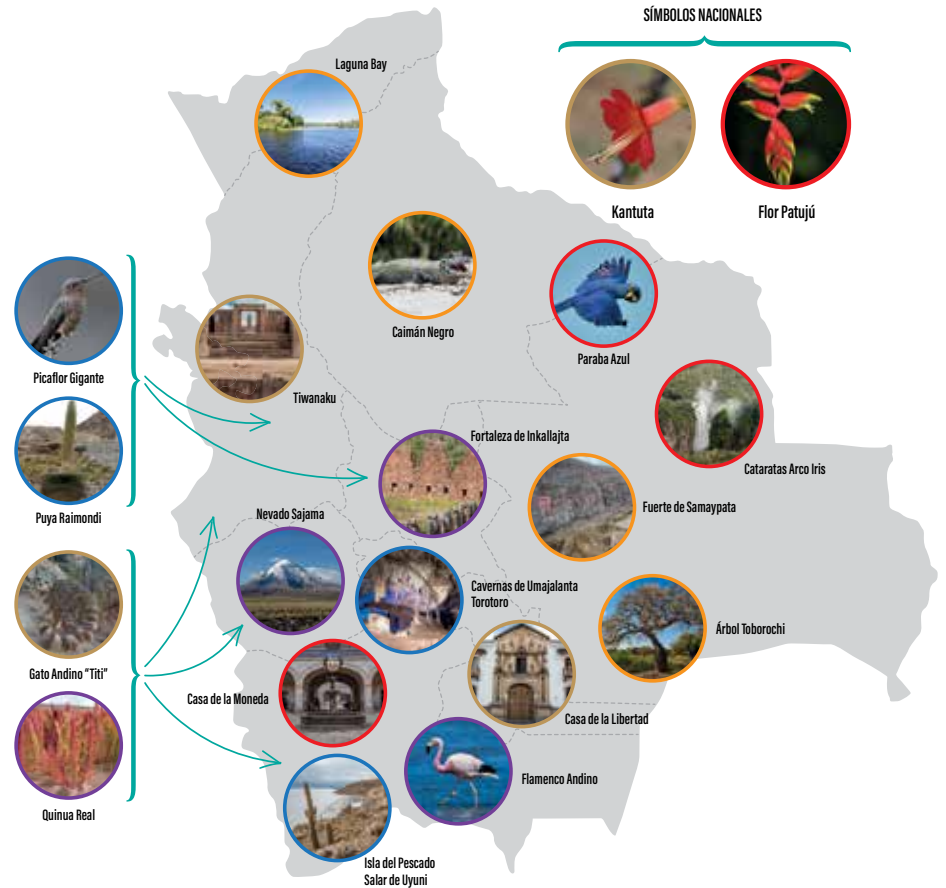 SÍMBOLOS NACIONALES
Kantuta
Flor Patujú
Laguna Bay
Caimán Negro
Paraba Azul
Picaflor Gigante
Tiwanaku
Puya Raimondi
Fortaleza de Inkallajta
Cataratas Arco Iris
Fuerte de Samaypata
Nevado Sajama
Cavernas de Umajalanta
Torotoro
Gato Andino "Titi"
Árbol Toborochi
Casa de la Moneda
Casa de la Libertad
Quinua Real
Flamenco Andino
Isla del Pescado
Salar de Uyuni